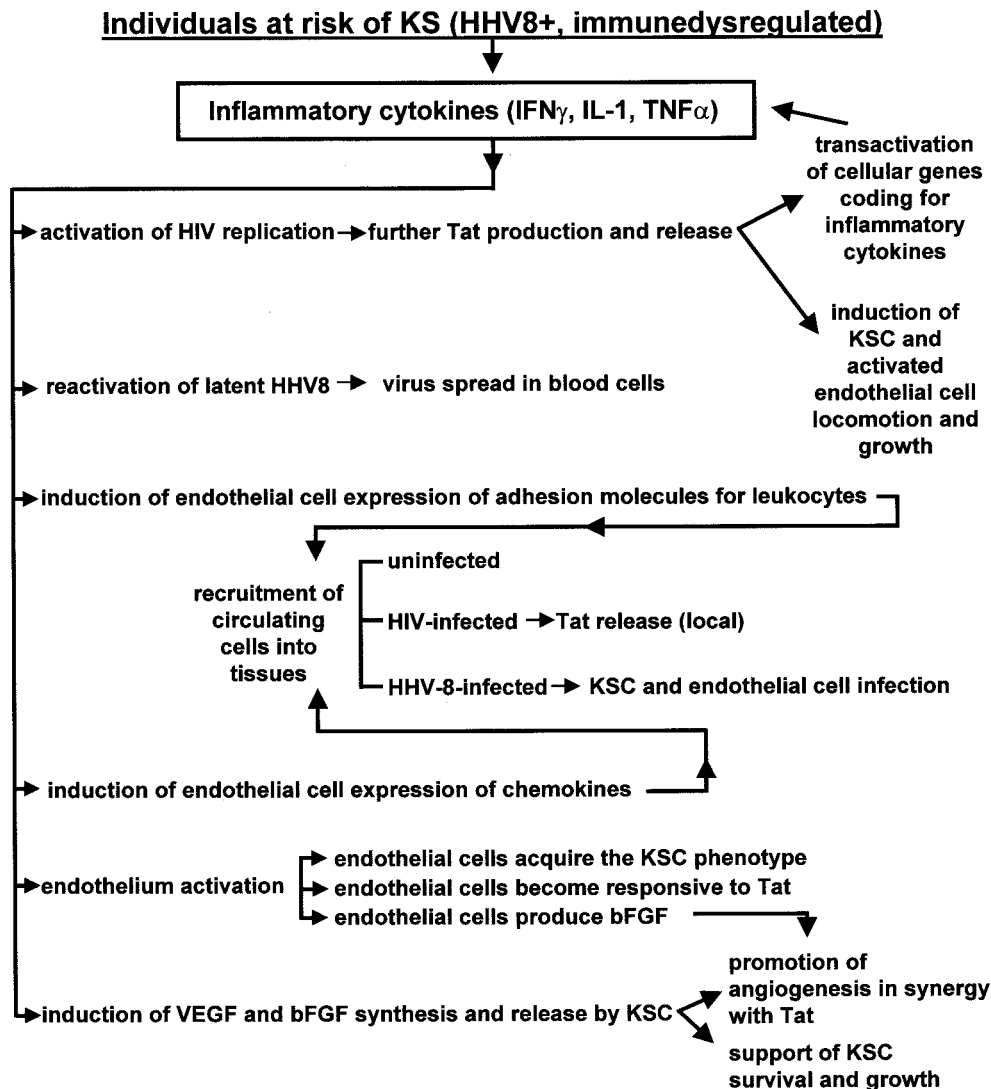 Individuals at risk of KS (HHV8+, immunedysregulated)
Inflammatory cytokines (IFNγ, IL-1, TNFα)
transactivation
of cellular genes
coding for
inflammatory
cytokines
activation of HIV replication
further Tat production and release
induction of
KSC and
activated
endothelial cell
locomotion and
growth
reactivation of latent HHV8
virus spread in blood cells
induction of endothelial cell expression of adhesion molecules for leukocytes
recruitment of
circulating
cells into
tissues
uninfected
HIV-infected
Tat release (local)
HHV-8-infected
KSC and endothelial cell infection
induction of endothelial cell expression of chemokines
endothelium activation
endothelial cells acquire the KSC phenotype
endothelial cells become responsive to Tat
endothelial cells produce bFGF
promotion of
angiogenesis in synergy
with Tat
induction of VEGF and bFGF synthesis and release by KSC
support of KSC
survival and growth